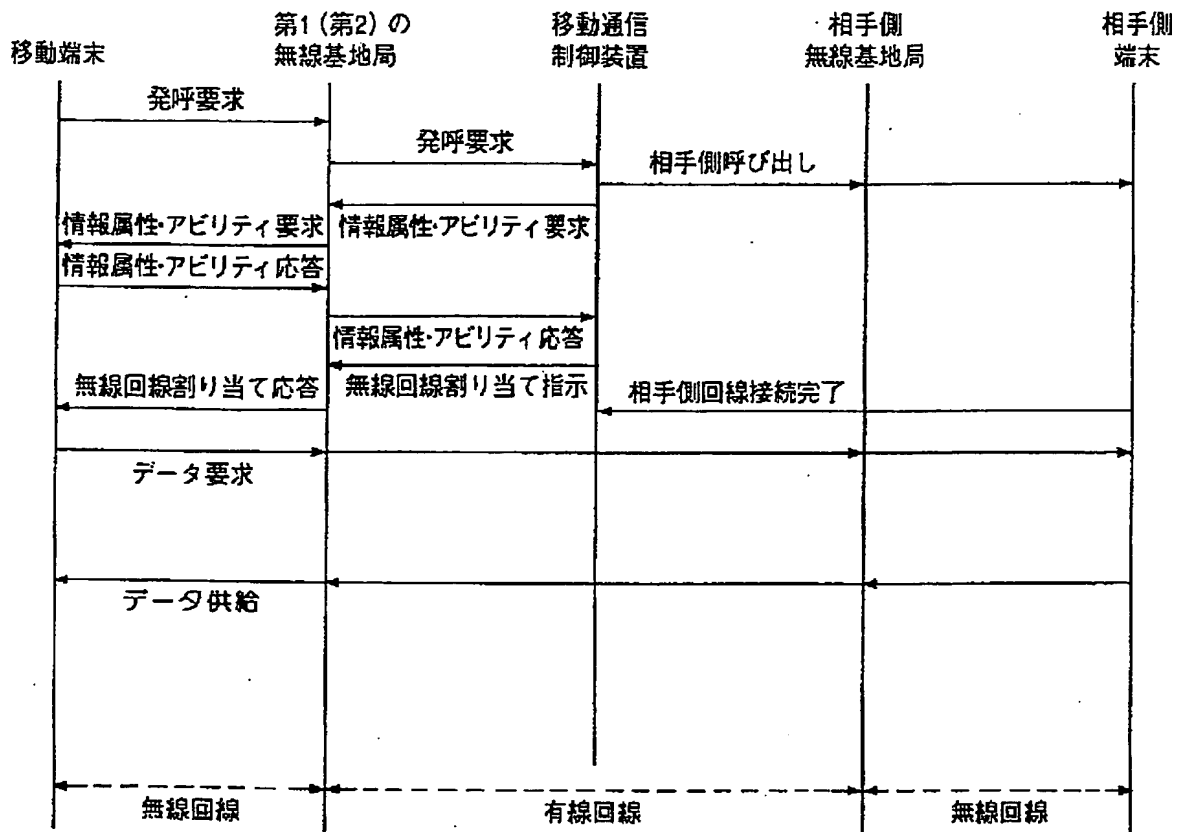 移動端末
第1(第2)の
無線基地局
移動通信
制御装置
相手側
無線基地局
相手側
端末
発呼要求
発呼要求
相手側呼び出し
情報属性・アビリティ要求
情報属性・アビリティ要求
情報属性・アビリティ応答
情報属性・アビリティ応答
無線回線割り当て応答
無線回線割り当て指示
相手側回線接続完了
データ要求
データ供給
無線回線
有線回線
無線回線